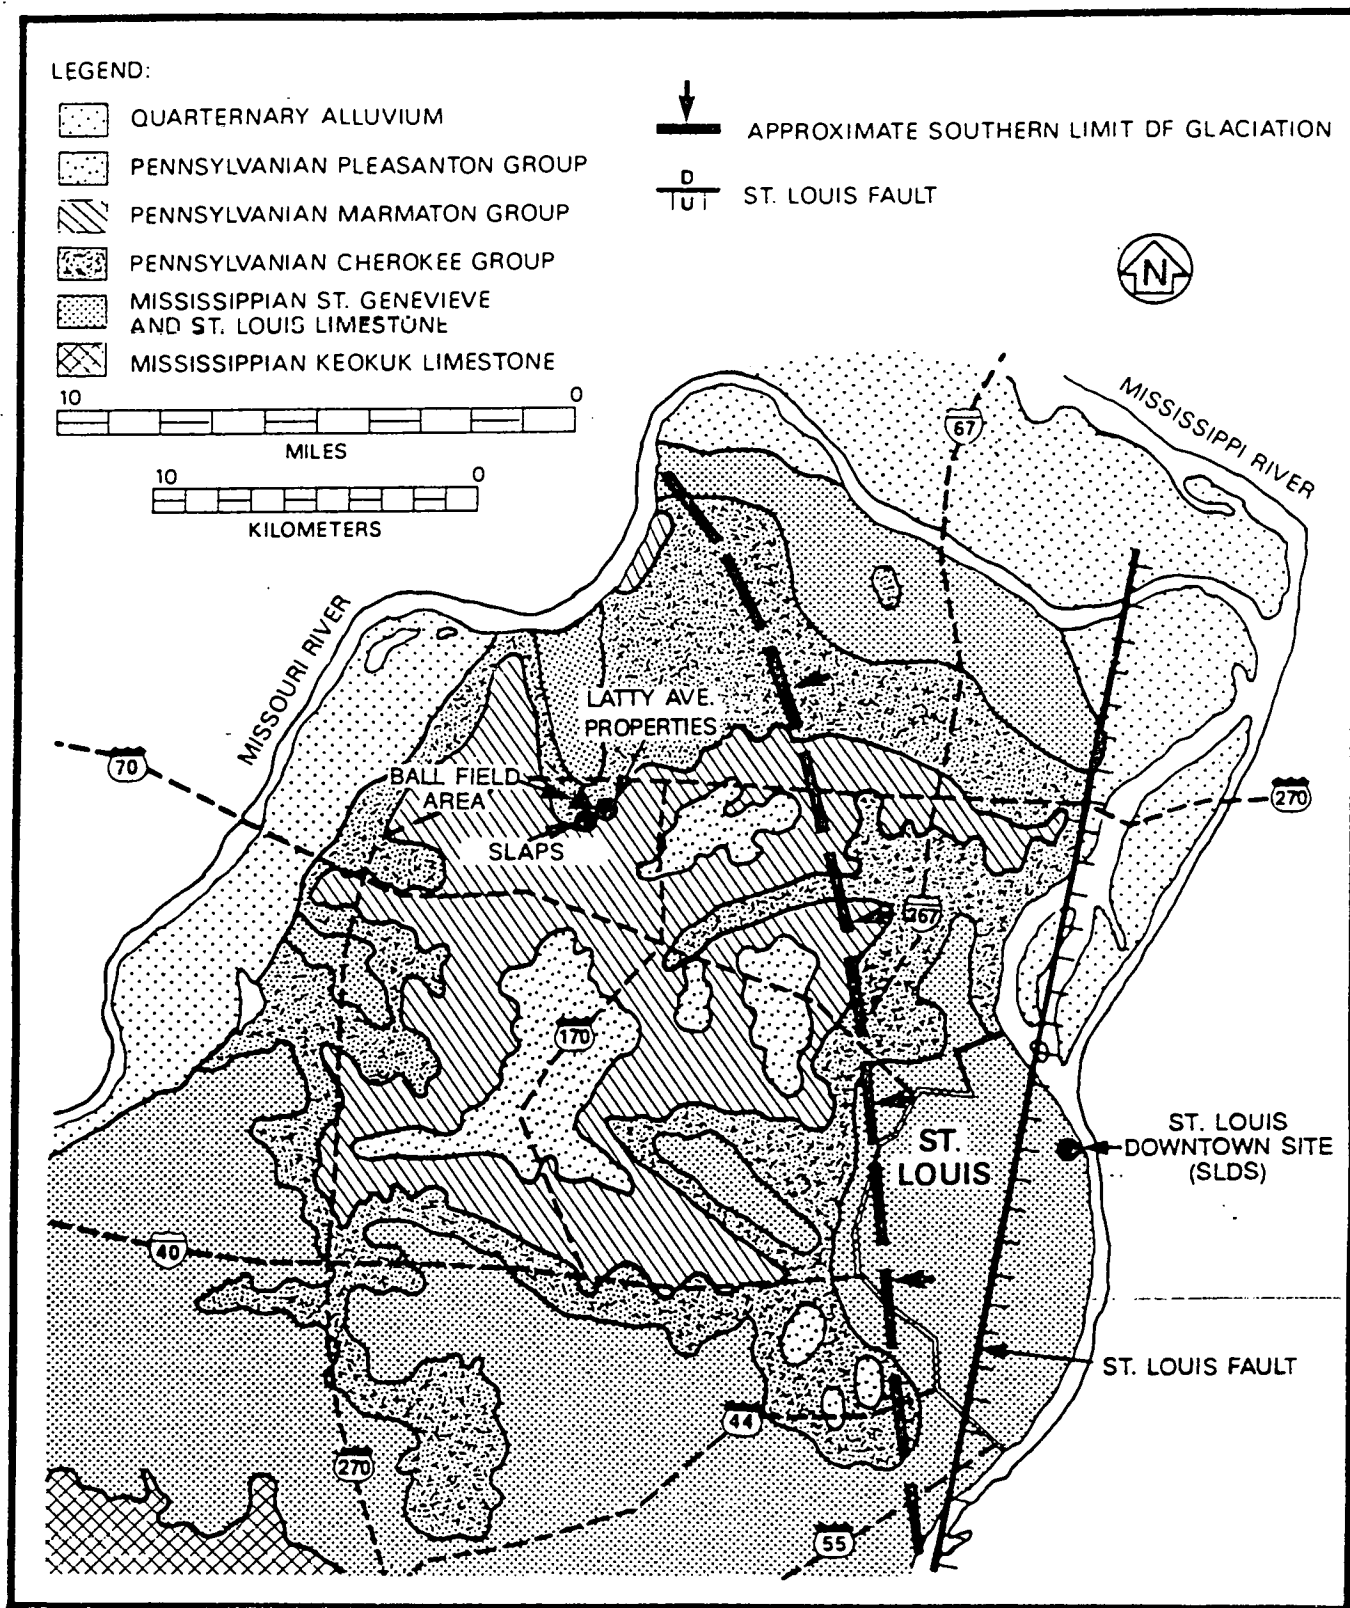 LEGEND:
QUARTERNARY ALLUVIUM
PENNSYLVANIAN PLEASANTON GROUP
PENNSYLVANIAN MARMATON GROUP
PENNSYLVANIAN CHEROKEE GROUP
MISSISSIPPIAN ST. GENEVIEVE
AND ST. LOUIS LIMESTONE
MISSISSIPPIAN KEOKUK LIMESTONE
10 0
MILES
10 0
KILOMETERS
APPROXIMATE SOUTHERN LIMIT OF GLACIATION
D
U
ST. LOUIS FAULT
N
MISSISSIPPI RIVER
67
MISSOURI RIVER
LATTY AVE.
PROPERTIES
70
BALL FIELD
AREA
270
SLAPS
267
170
ST.
LOUIS
ST. LOUIS
DOWNTOWN SITE
(SLDS)
40
ST. LOUIS FAULT
44
270
55